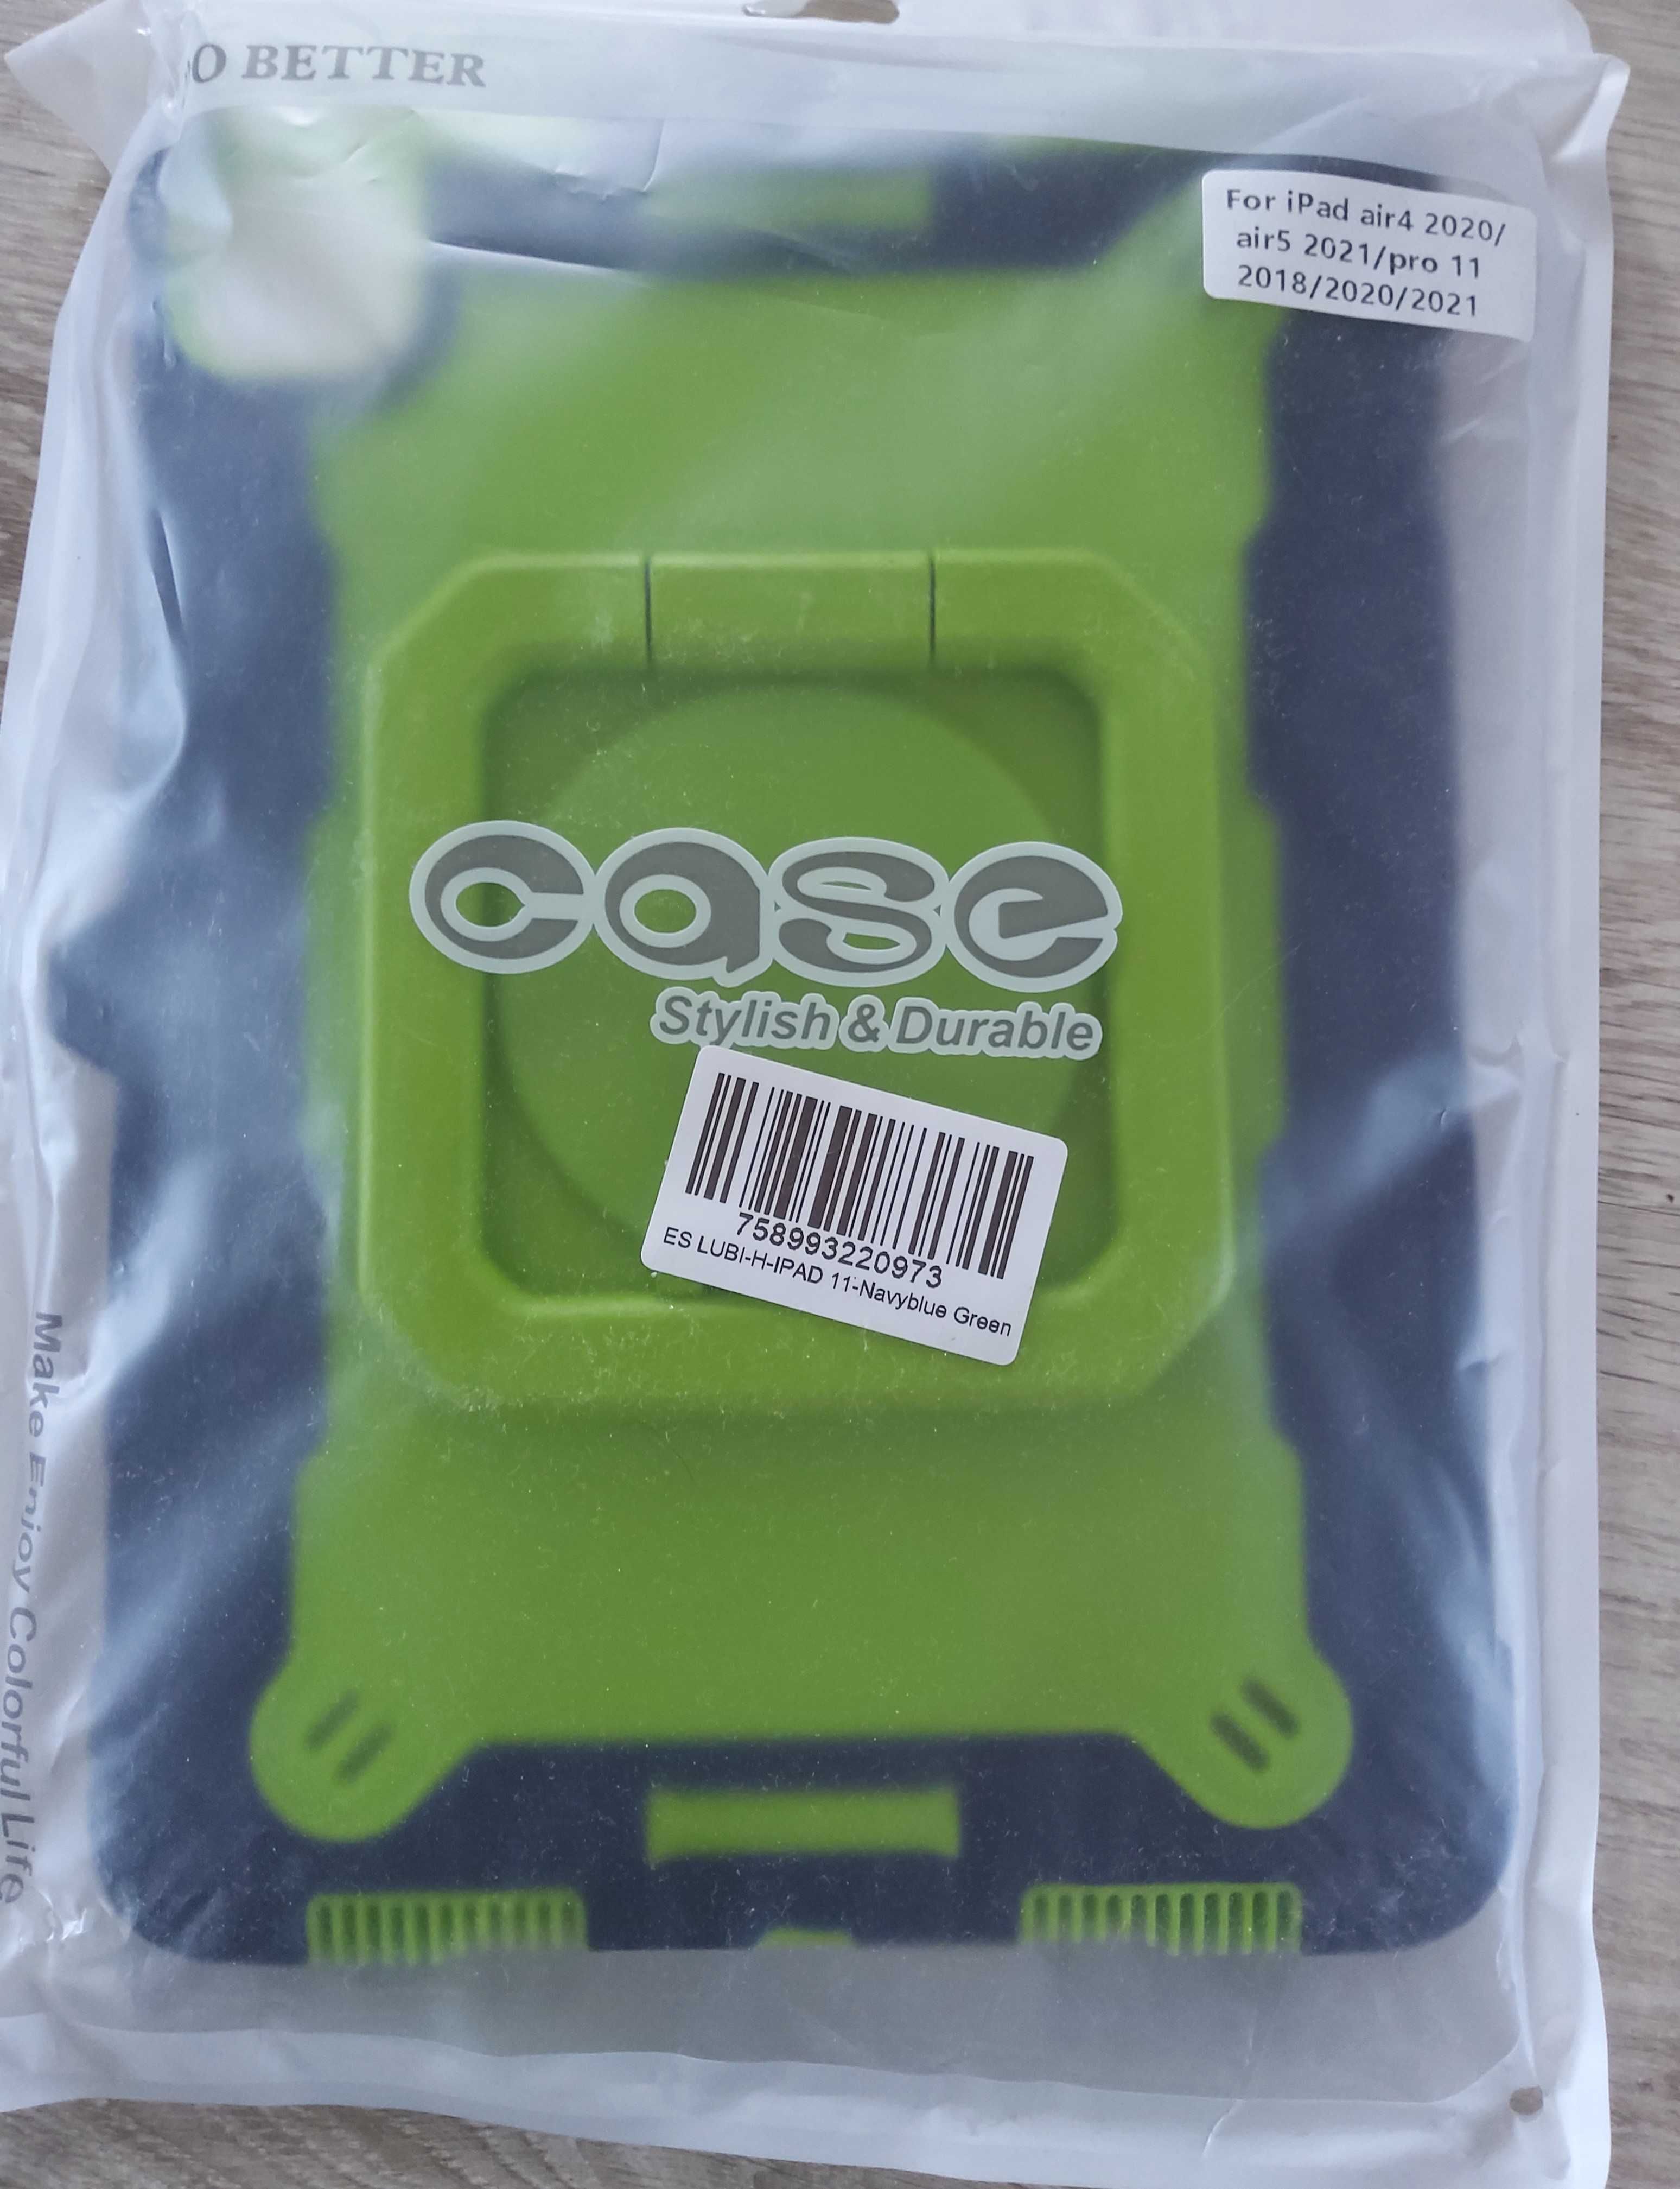 O BETTER
For iPad air4 2020/
air5 2021/pro 11
2018/2020/2021
case
Stylish & Durable
758993220973
ES LUBI-H-IPAD 11-Navyblue Green
Make Enjoy Colorful Life